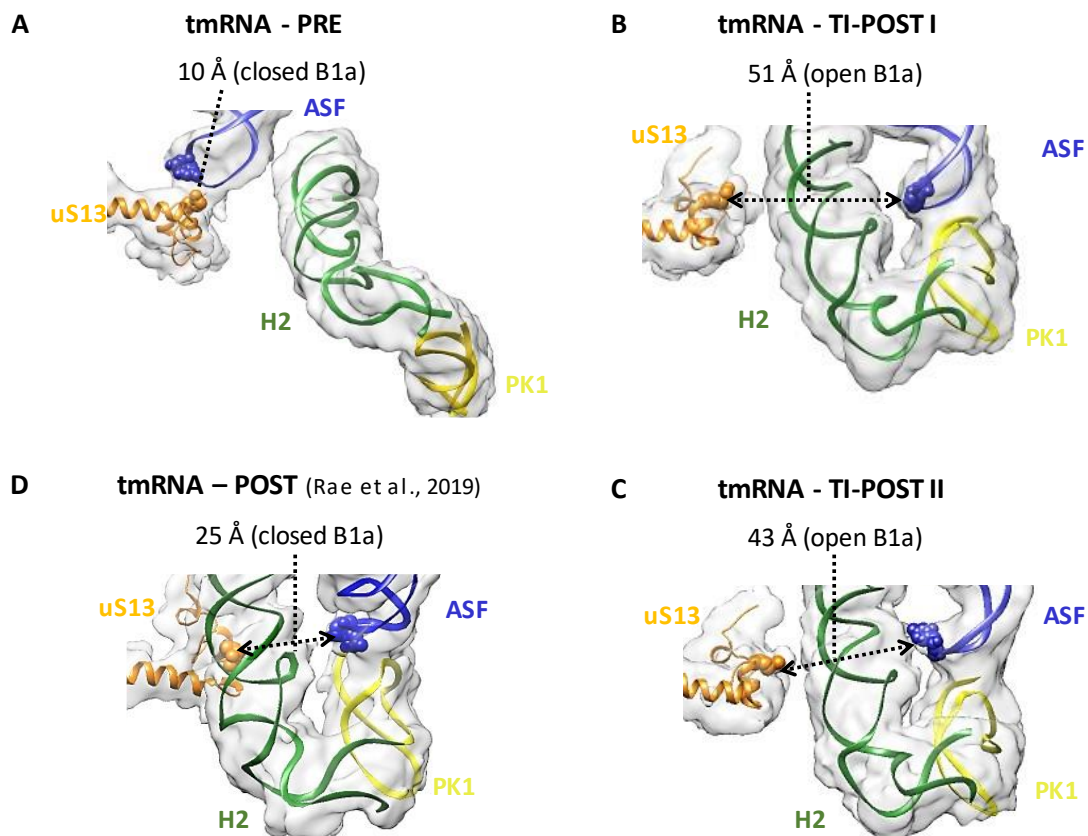 A tmRNA - PRE
10 Å (closed B1a)
ASF
uS13
H2
PK1
B tmRNA - TI-POST I
51 Å (open B1a)
uS13
ASF
H2
PK1
D tmRNA – POST (Rae et al., 2019)
25 Å (closed B1a)
uS13
ASF
PK1
H2
C tmRNA - TI-POST II
43 Å (open B1a)
uS13
ASF
PK1
H2